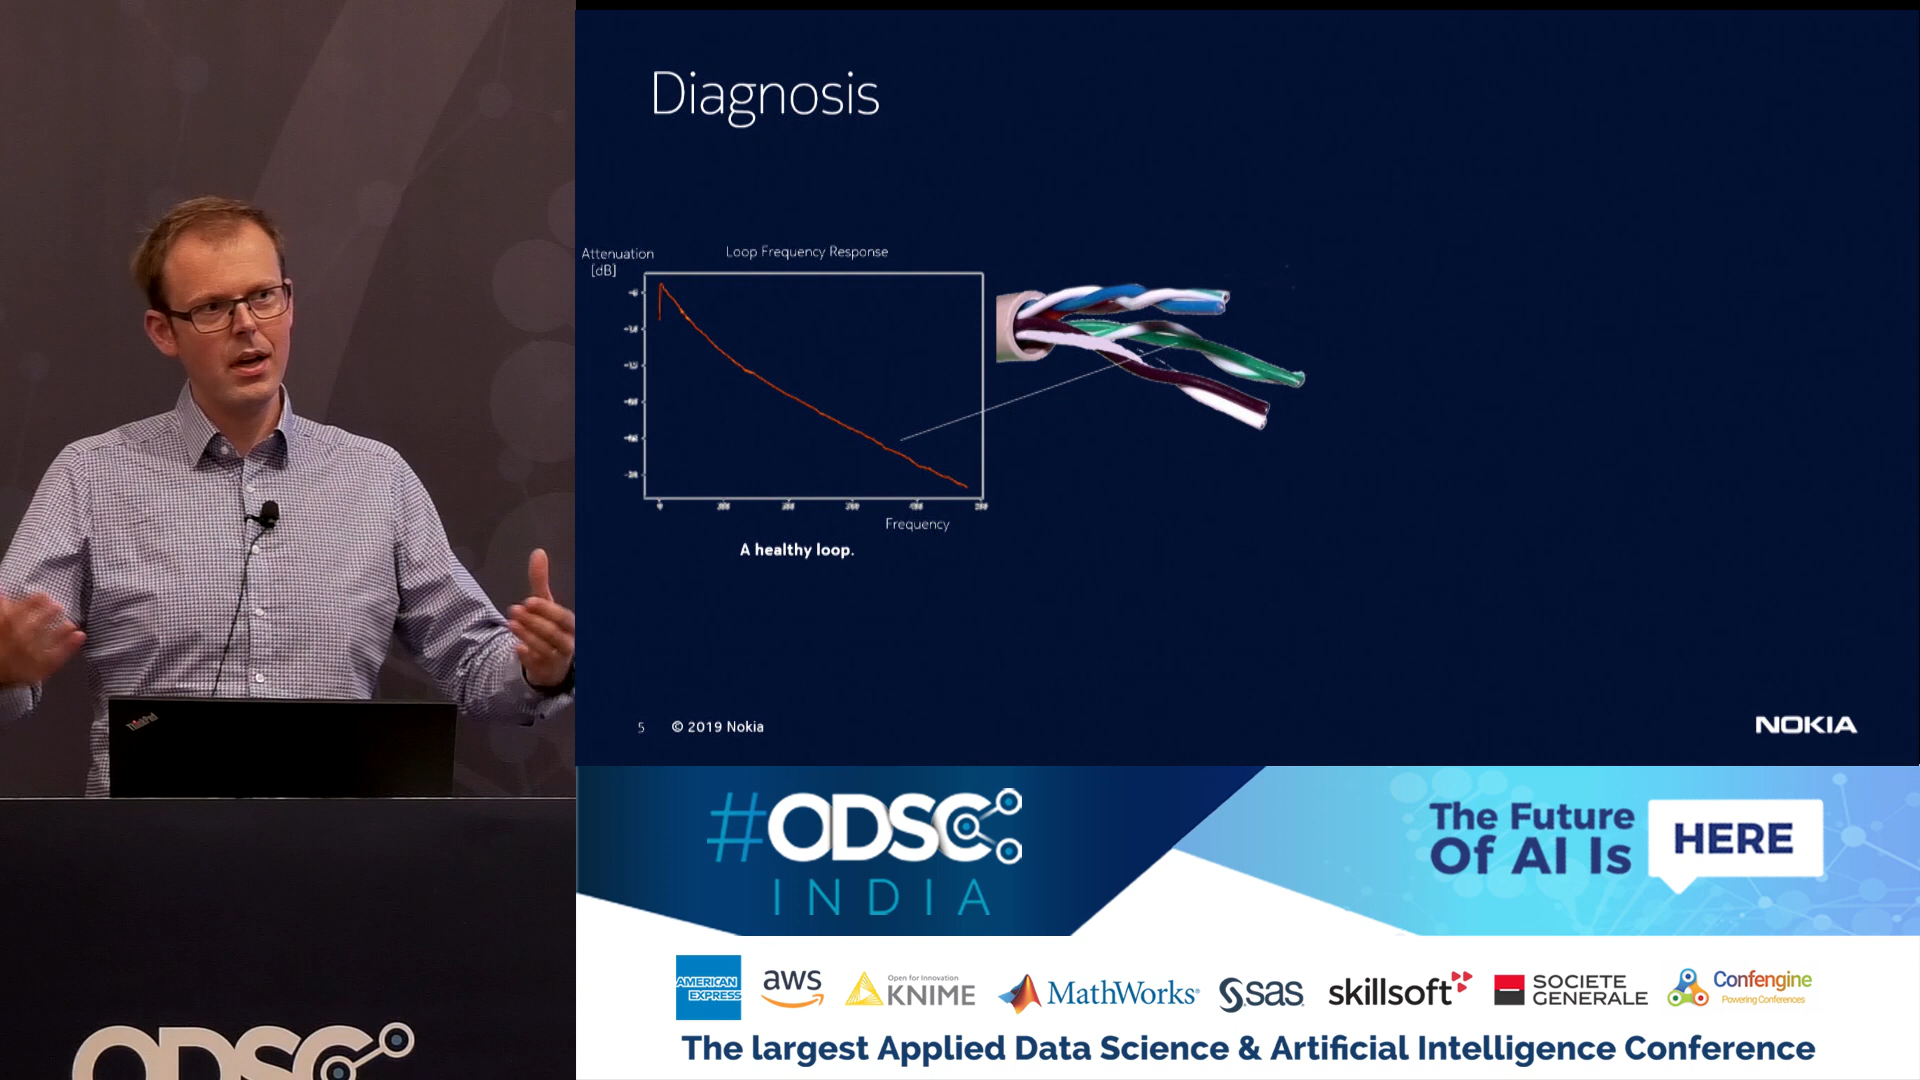 Diagnosis
Attenuation
[dB]
Loop Frequency Response
Frequency
A healthy loop.
5 © 2019 Nokia
NOKIA
ThinkPad
#ODSC
INDIA
The Future
Of AI Is
HERE
AMERICAN
EXPRESS
aws
Open for Innovation
KNIME
MathWorks
SAS
skillsoft
SOCIETE
GENERALE
Confengine
Powering Conferences
The largest Applied Data Science & Artificial Intelligence Conference
ODSC